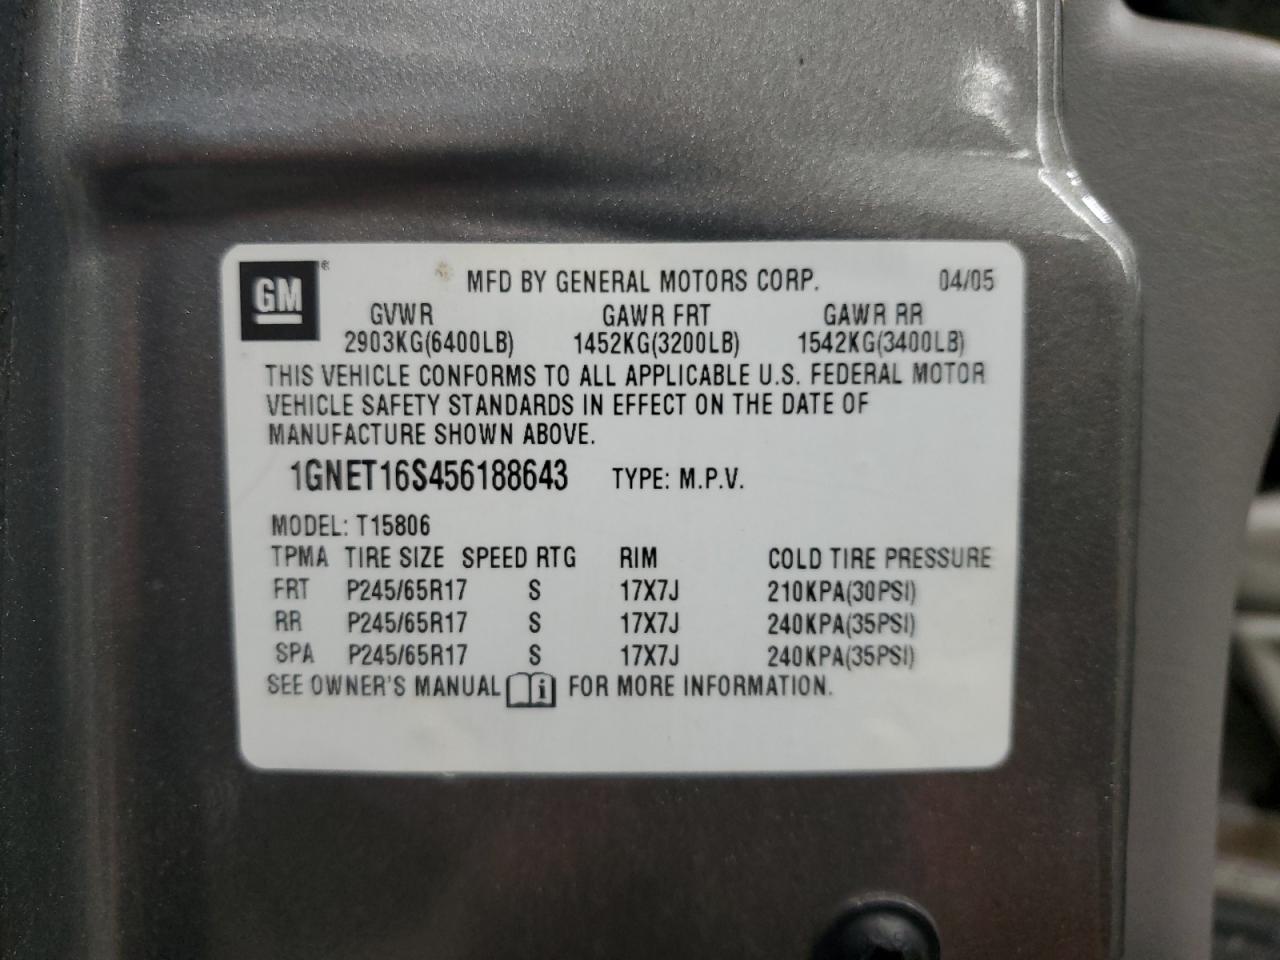 GM® MFD BY GENERAL MOTORS CORP. 04/05
GVWR GAWR FRT GAWR RR
2903KG(6400LB) 1452KG(3200LB) 1542KG(3400LB)
THIS VEHICLE CONFORMS TO ALL APPLICABLE U.S. FEDERAL MOTOR
VEHICLE SAFETY STANDARDS IN EFFECT ON THE DATE OF
MANUFACTURE SHOWN ABOVE.
1GNET16S456188643 TYPE: M.P.V.
MODEL: T15806
TPMA TIRE SIZE SPEED RTG RIM COLD TIRE PRESSURE
FRT P245/65R17 S 17X7J 210KPA(30PSI)
RR P245/65R17 S 17X7J 240KPA(35PSI)
SPA P245/65R17 S 17X7J 240KPA(35PSI)
SEE OWNER'S MANUAL i FOR MORE INFORMATION.